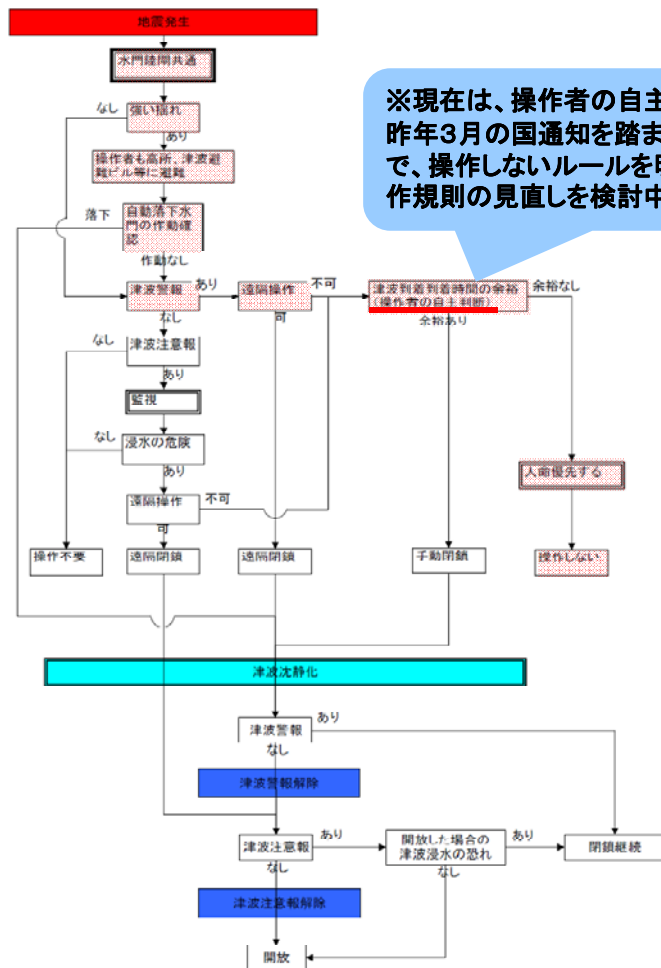 地震発生
水門陸閘共通
※現在は、操作者の自主
昨年3月の国通知を踏ま
で、操作しないルールを
作規則の見直しを検討中
なし
強い揺れ
あり
操作者も高所、津波避
難ビル等に避難
落下
自動落下水
門の作動確
認
作動なし
津波警報
あり
遠隔操作
不可
津波到着到着時間の余裕
(操作者の自主判断)
余裕なし
なし
可
余裕あり
なし
津波注意報
あり
監視
なし
浸水の危険
あり
人命優先する
遠隔操作
不可
可
操作不要
遠隔閉鎖
遠隔閉鎖
手動閉鎖
操作しない
津波沈静化
津波警報
あり
なし
津波警報解除
津波注意報
あり
開放した場合の
津波浸水の恐れ
あり
閉鎖継続
なし
なし
津波注意報解除
開放